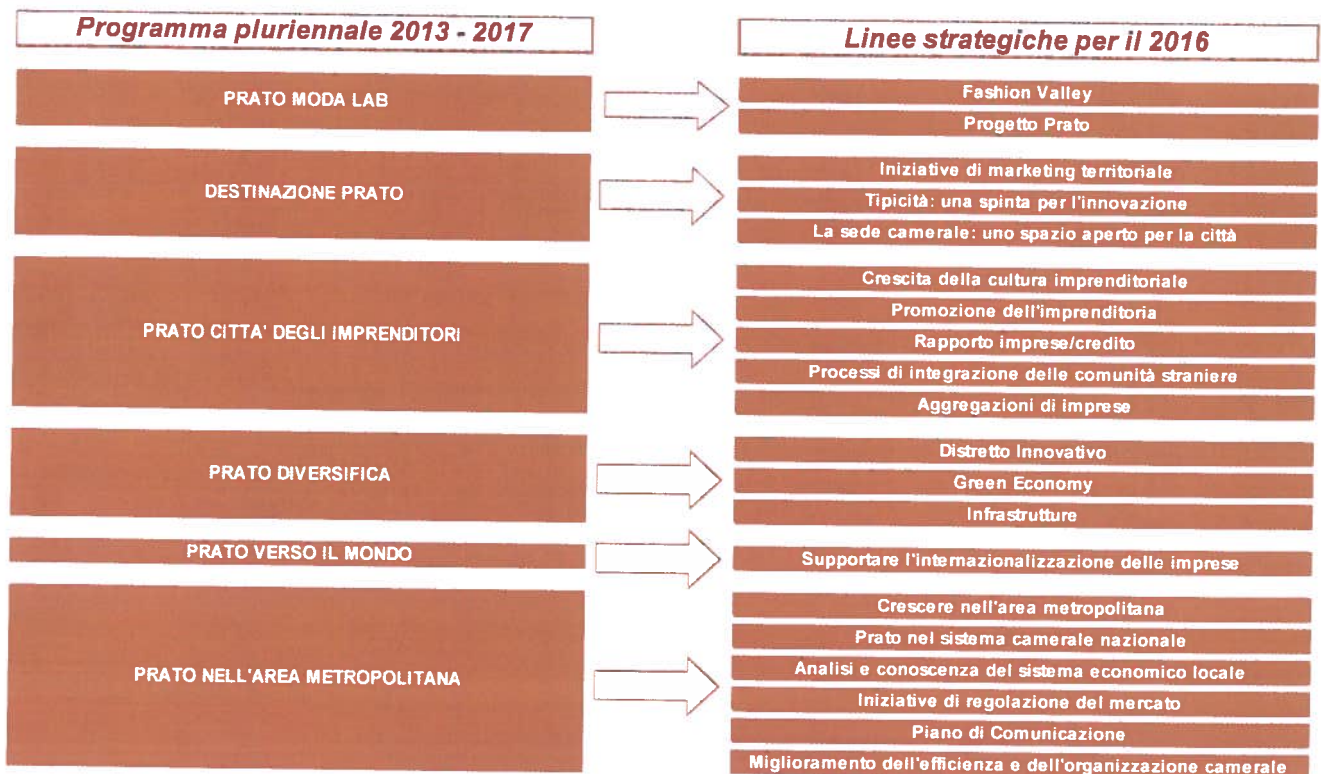 Programma pluriennale 2013 - 2017
Linee strategiche per il 2016
PRATO MODA LAB
Fashion Valley
Progetto Prato
DESTINAZIONE PRATO
Iniziative di marketing territoriale
Tipicità: una spinta per l'innovazione
La sede camerale: uno spazio aperto per la città
PRATO CITTA' DEGLI IMPRENDITORI
Crescita della cultura imprenditoriale
Promozione dell'imprenditoria
Rapporto imprese/credito
Processi di integrazione delle comunità straniere
Aggregazioni di imprese
PRATO DIVERSIFICA
Distretto Innovativo
Green Economy
Infrastrutture
PRATO VERSO IL MONDO
Supportare l'internazionalizzazione delle imprese
PRATO NELL'AREA METROPOLITANA
Crescere nell'area metropolitana
Prato nel sistema camerale nazionale
Analisi e conoscenza del sistema economico locale
Iniziative di regolazione del mercato
Piano di Comunicazione
Miglioramento dell'efficienza e dell'organizzazione camerale